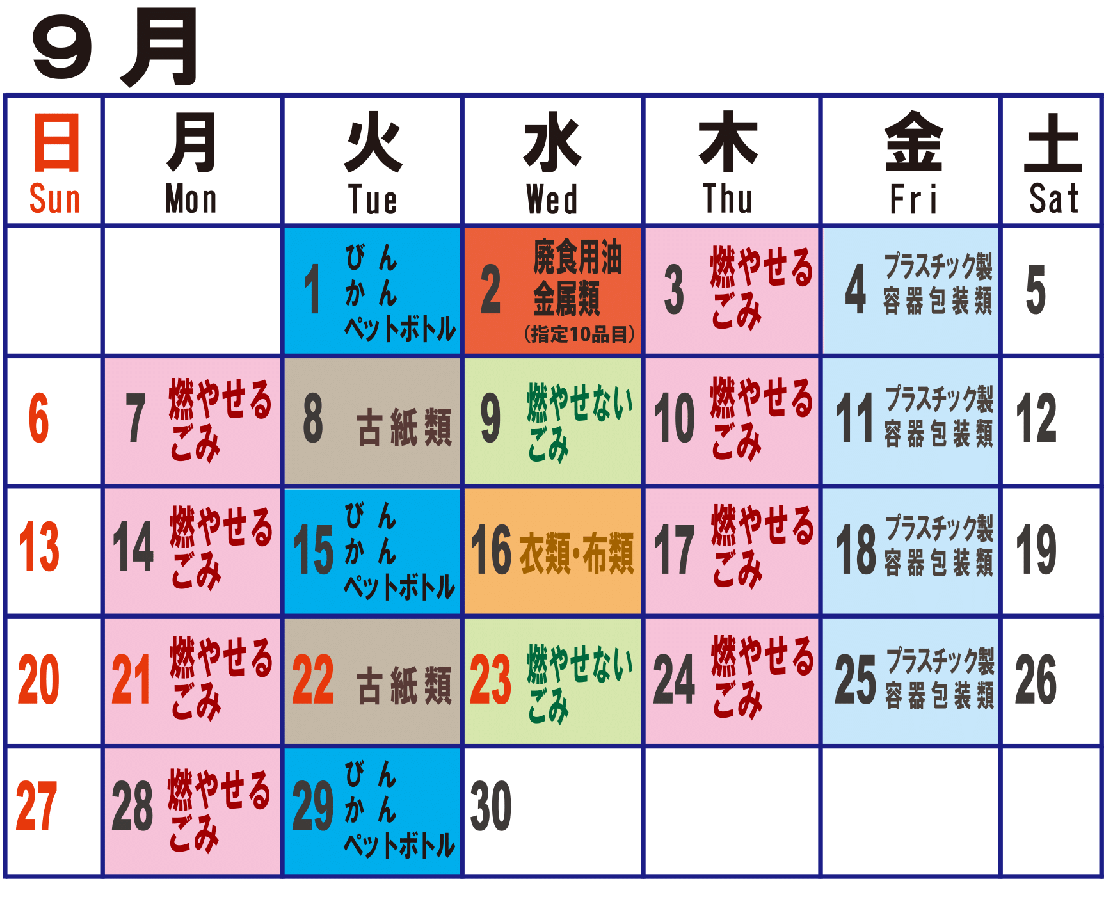 9月
日 月 火 水 木 金 土
Sun Mon Tue Wed Thu Fri Sat
1 びん
かん
ペットボトル
2 廃食用油
金属類
(指定10品目)
3 燃やせる
ごみ
4 プラスチック製
容器包装類
5
6
7 燃やせる
ごみ
8 古紙類
9 燃やせない
ごみ
10 燃やせる
ごみ
11 プラスチック製
容器包装類
12
13
14 燃やせる
ごみ
15 びん
かん
ペットボトル
16 衣類・布類
17 燃やせる
ごみ
18 プラスチック製
容器包装類
19
20
21 燃やせる
ごみ
22 古紙類
23 燃やせない
ごみ
24 燃やせる
ごみ
25 プラスチック製
容器包装類
26
27
28 燃やせる
ごみ
29 びん
かん
ペットボトル
30